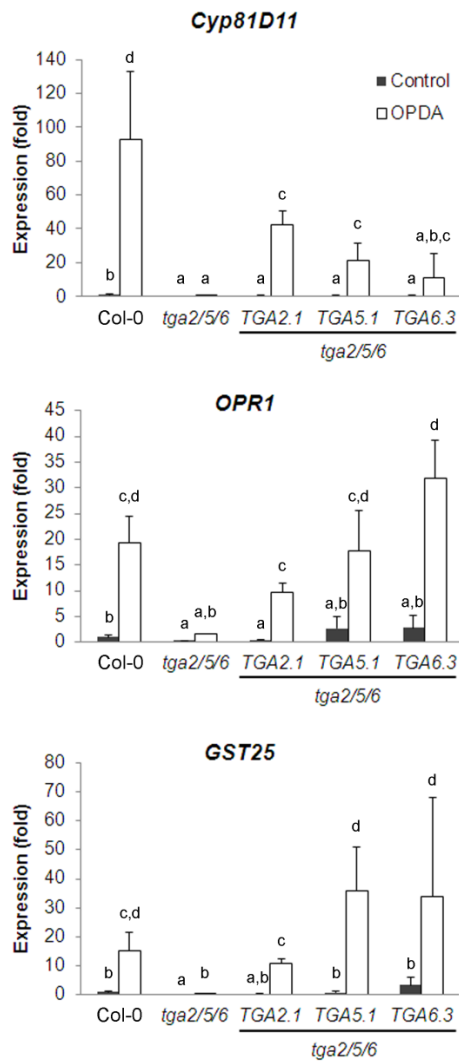 Cyp81D11
Expression (fold)
140
120
100
80
60
40
20
0
Control
OPDA
b d a a a c a c a a,b,c
Col-0 tga2/5/6 TGA2.1 TGA5.1 TGA6.3
tga2/5/6
OPR1
Expression (fold)
45
40
35
30
25
20
15
10
5
0
b c,d a a,b a c a,b c,d a,b d
Col-0 tga2/5/6 TGA2.1 TGA5.1 TGA6.3
tga2/5/6
GST25
Expression (fold)
80
70
60
50
40
30
20
10
0
b c,d a b a,b c b d b d
Col-0 tga2/5/6 TGA2.1 TGA5.1 TGA6.3
tga2/5/6